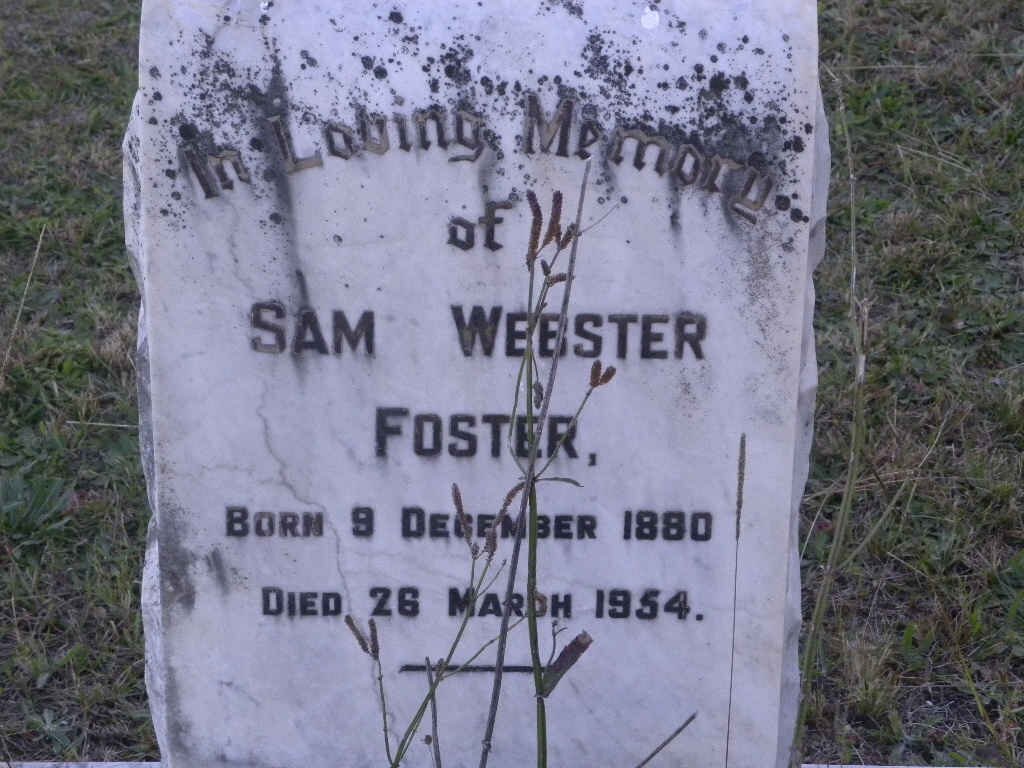 In Loving Memory
of
SAM WEBSTER
FOSTER,
BORN 9 DECEMBER 1880
DIED 26 MARCH 1954.